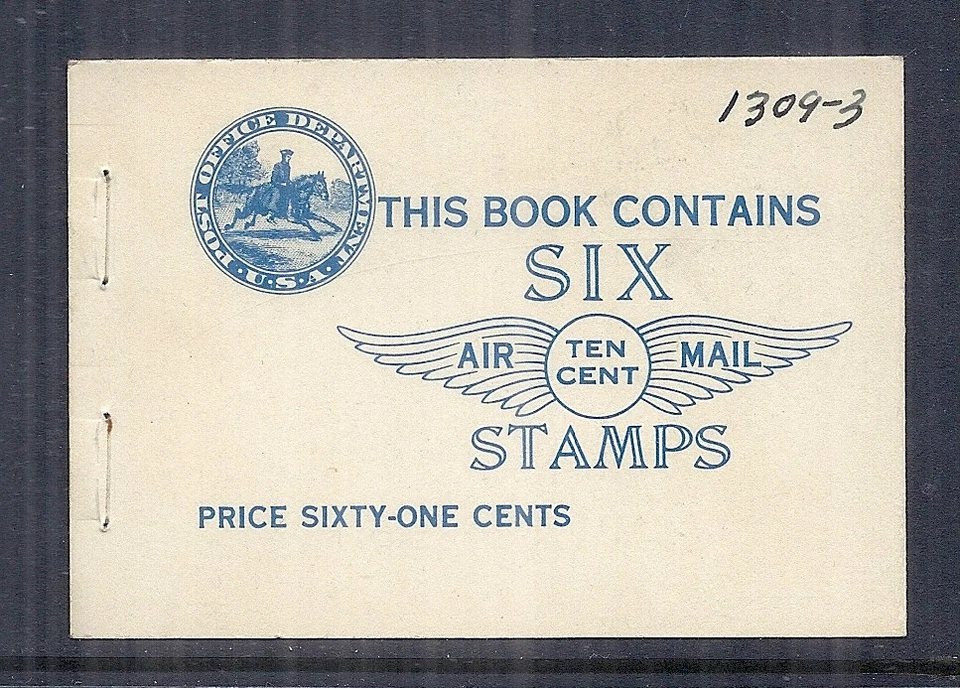 1309-3
POST OFFICE DEPARTMENT
·U·S·A·
THIS BOOK CONTAINS
SIX
AIR TEN CENT MAIL
STAMPS
PRICE SIXTY-ONE CENTS